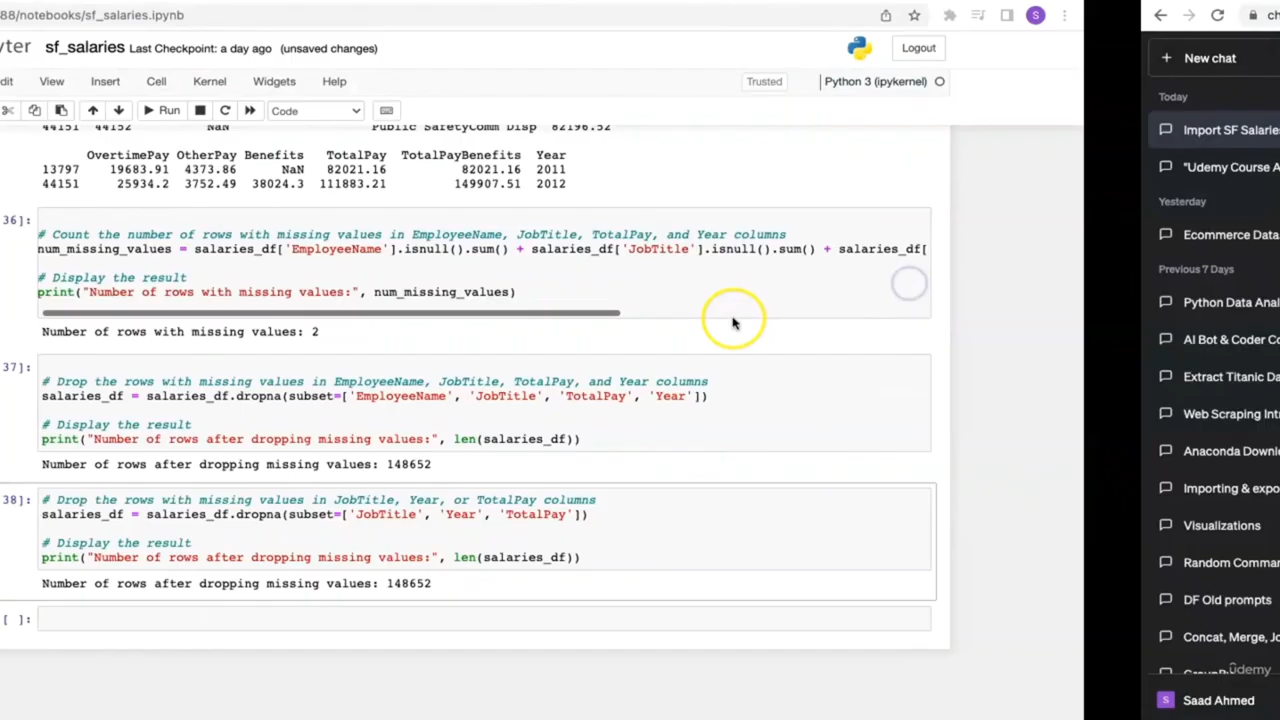 88/notebooks/sf_salaries.ipynb
S
yter sf_salaries Last Checkpoint: a day ago (unsaved changes)
Logout
dit View Insert Cell Kernel Widgets Help
Trusted
Python 3 (ipykernel)
Run
Code
44151 44152 NaN Public SafetyComm Disp 82196.52
OvertimePay OtherPay Benefits TotalPay TotalPayBenefits Year
13797 19683.91 4373.86 NaN 82021.16 82021.16 2011
44151 25934.2 3752.49 38024.3 111883.21 149907.51 2012
36]:
# Count the number of rows with missing values in EmployeeName, JobTitle, TotalPay, and Year columns
num_missing_values = salaries_df['EmployeeName'].isnull().sum() + salaries_df['JobTitle'].isnull().sum() + salaries_df[
# Display the result
print("Number of rows with missing values:", num_missing_values)
Number of rows with missing values: 2
37]:
# Drop the rows with missing values in EmployeeName, JobTitle, TotalPay, and Year columns
salaries_df = salaries_df.dropna(subset=['EmployeeName', 'JobTitle', 'TotalPay', 'Year'])
# Display the result
print("Number of rows after dropping missing values:", len(salaries_df))
Number of rows after dropping missing values: 148652
38]:
# Drop the rows with missing values in JobTitle, Year, or TotalPay columns
salaries_df = salaries_df.dropna(subset=['JobTitle', 'Year', 'TotalPay'])
# Display the result
print("Number of rows after dropping missing values:", len(salaries_df))
Number of rows after dropping missing values: 148652
[ ]:
ch
+ New chat
Today
Import SF Salarie
"Udemy Course A
Yesterday
Ecommerce Data
Previous 7 Days
Python Data Anal
AI Bot & Coder Co
Extract Titanic Da
Web Scraping Intr
Anaconda Downl
Importing & expo
Visualizations
Random Comman
DF Old prompts
Concat, Merge, Jo
GroupBy
udemy
S Saad Ahmed